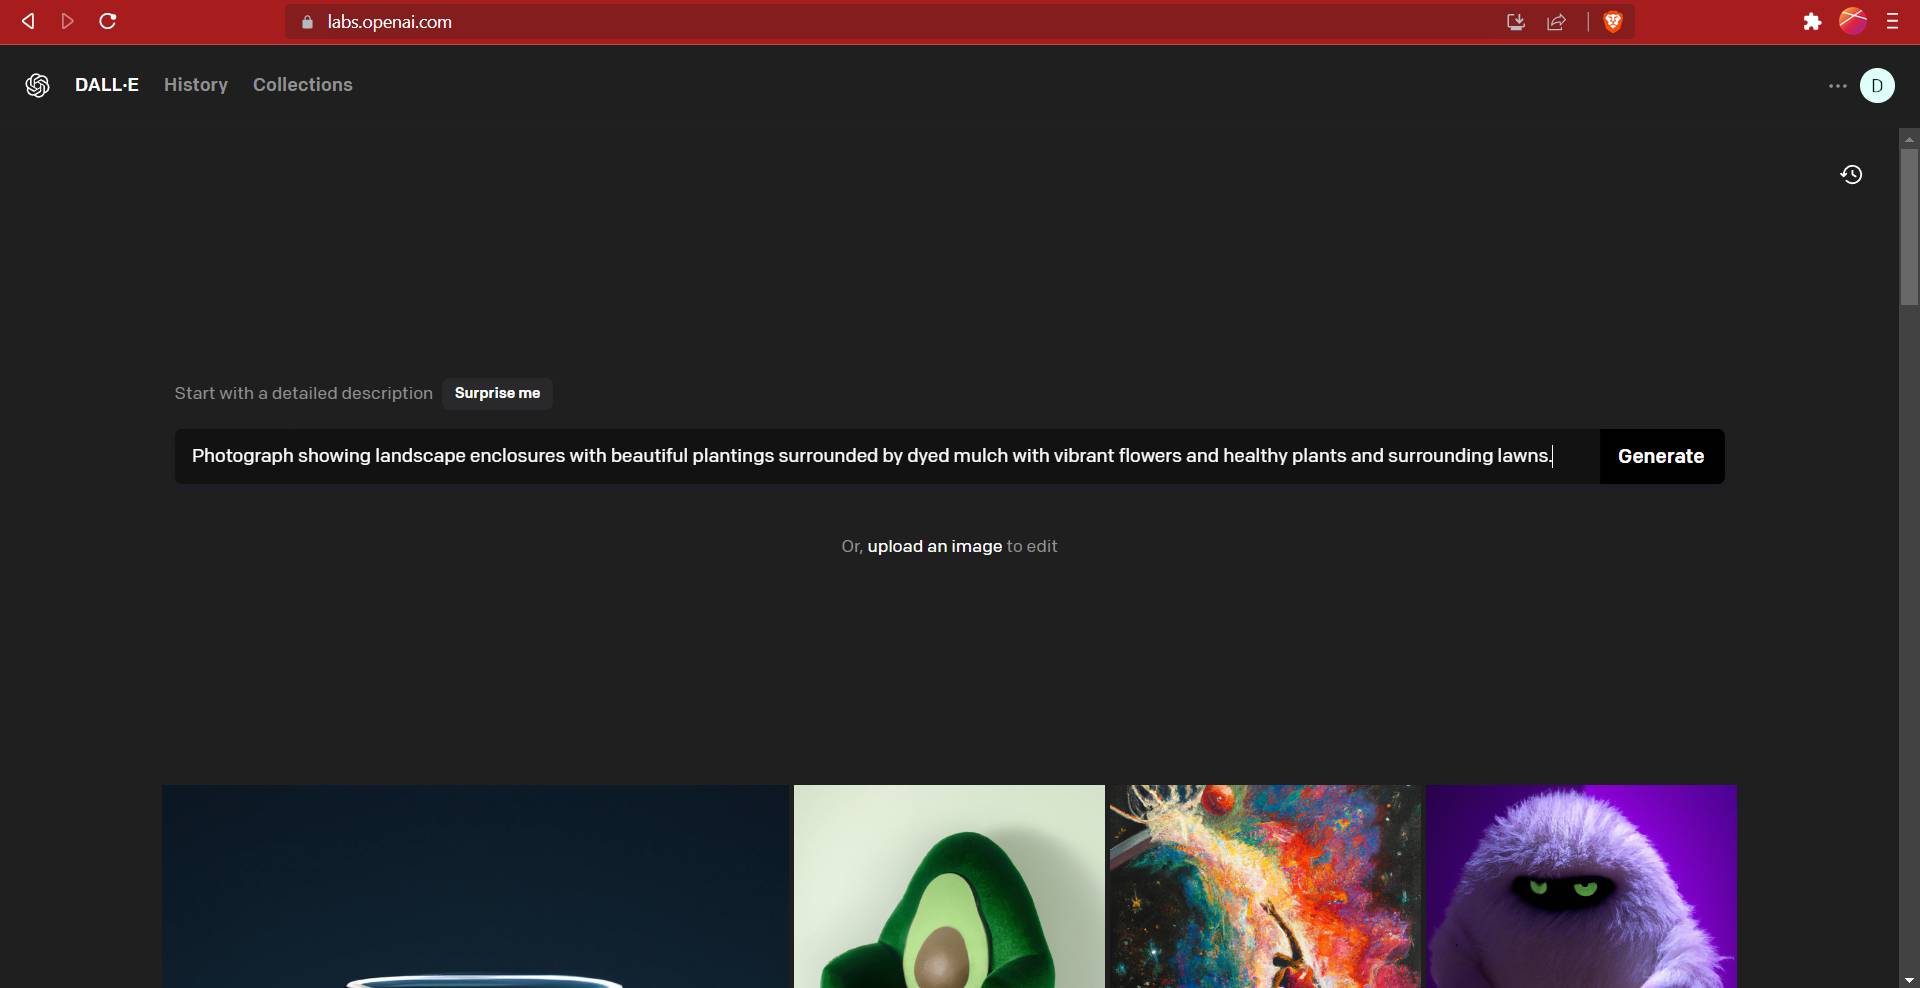 labs.openai.com
DALL·E History Collections
D
Start with a detailed description Surprise me
Photograph showing landscape enclosures with beautiful plantings surrounded by dyed mulch with vibrant flowers and healthy plants and surrounding lawns. Generate
Or, upload an image to edit